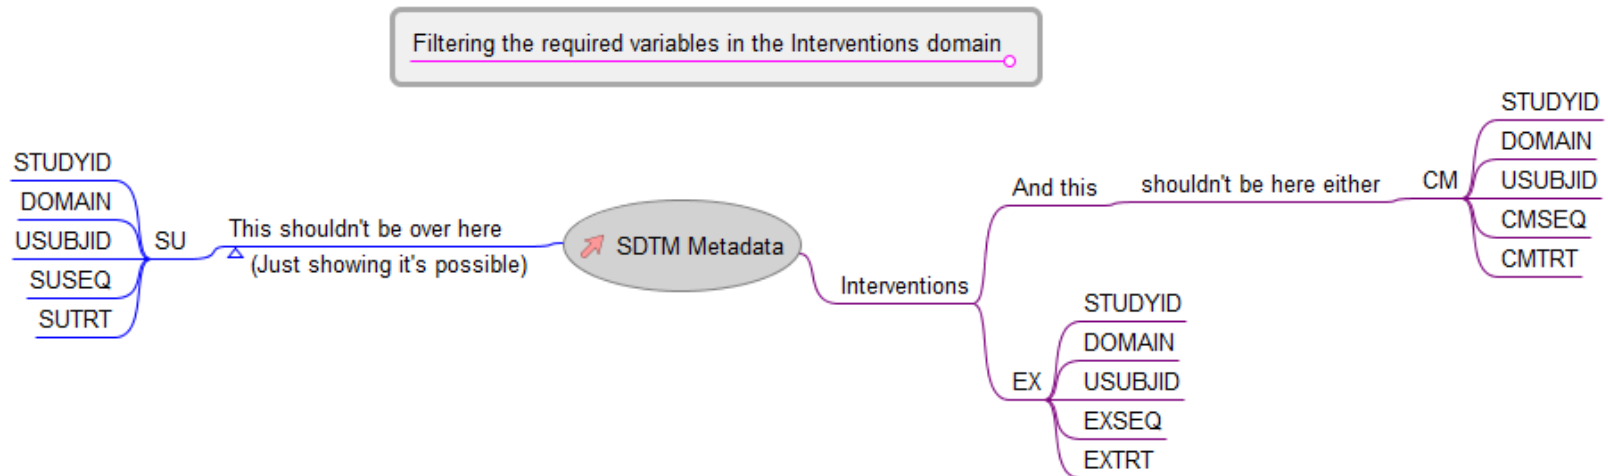 Filtering the required variables in the Interventions domain
STUDYID
DOMAIN
USUBJID
SUSEQ
SUTRT
SU
This shouldn't be over here
(Just showing it's possible)
SDTM Metadata
Interventions
And this
shouldn't be here either
CM
STUDYID
DOMAIN
USUBJID
CMSEQ
CMTRT
EX
STUDYID
DOMAIN
USUBJID
EXSEQ
EXTRT